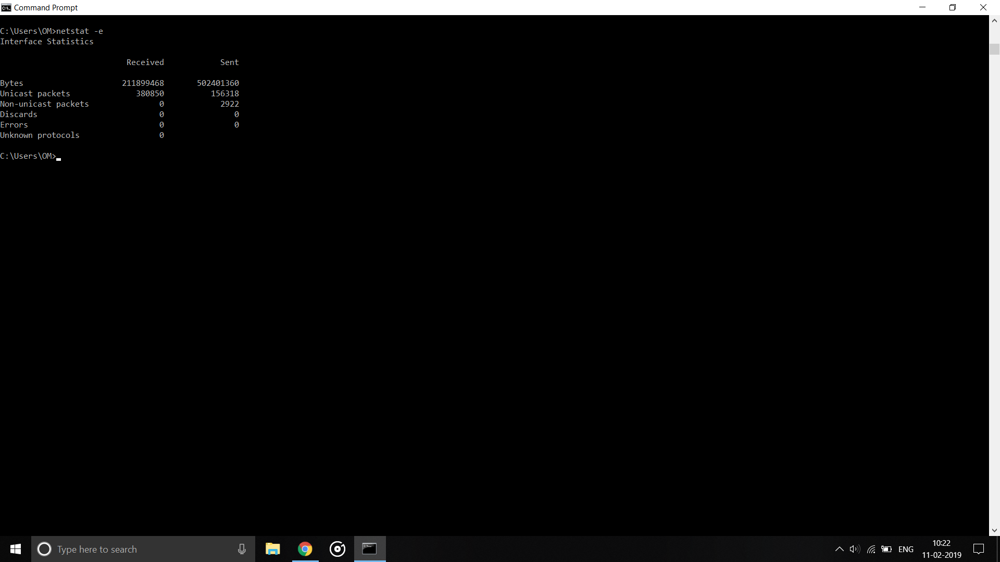 Command Prompt
C:\Users\OM>netstat -e
Interface Statistics
Received Sent
Bytes 211899468 502401360
Unicast packets 380850 156318
Non-unicast packets 0 2922
Discards 0 0
Errors 0 0
Unknown protocols 0
C:\Users\OM>
Type here to search
ENG
10:22
11-02-2019